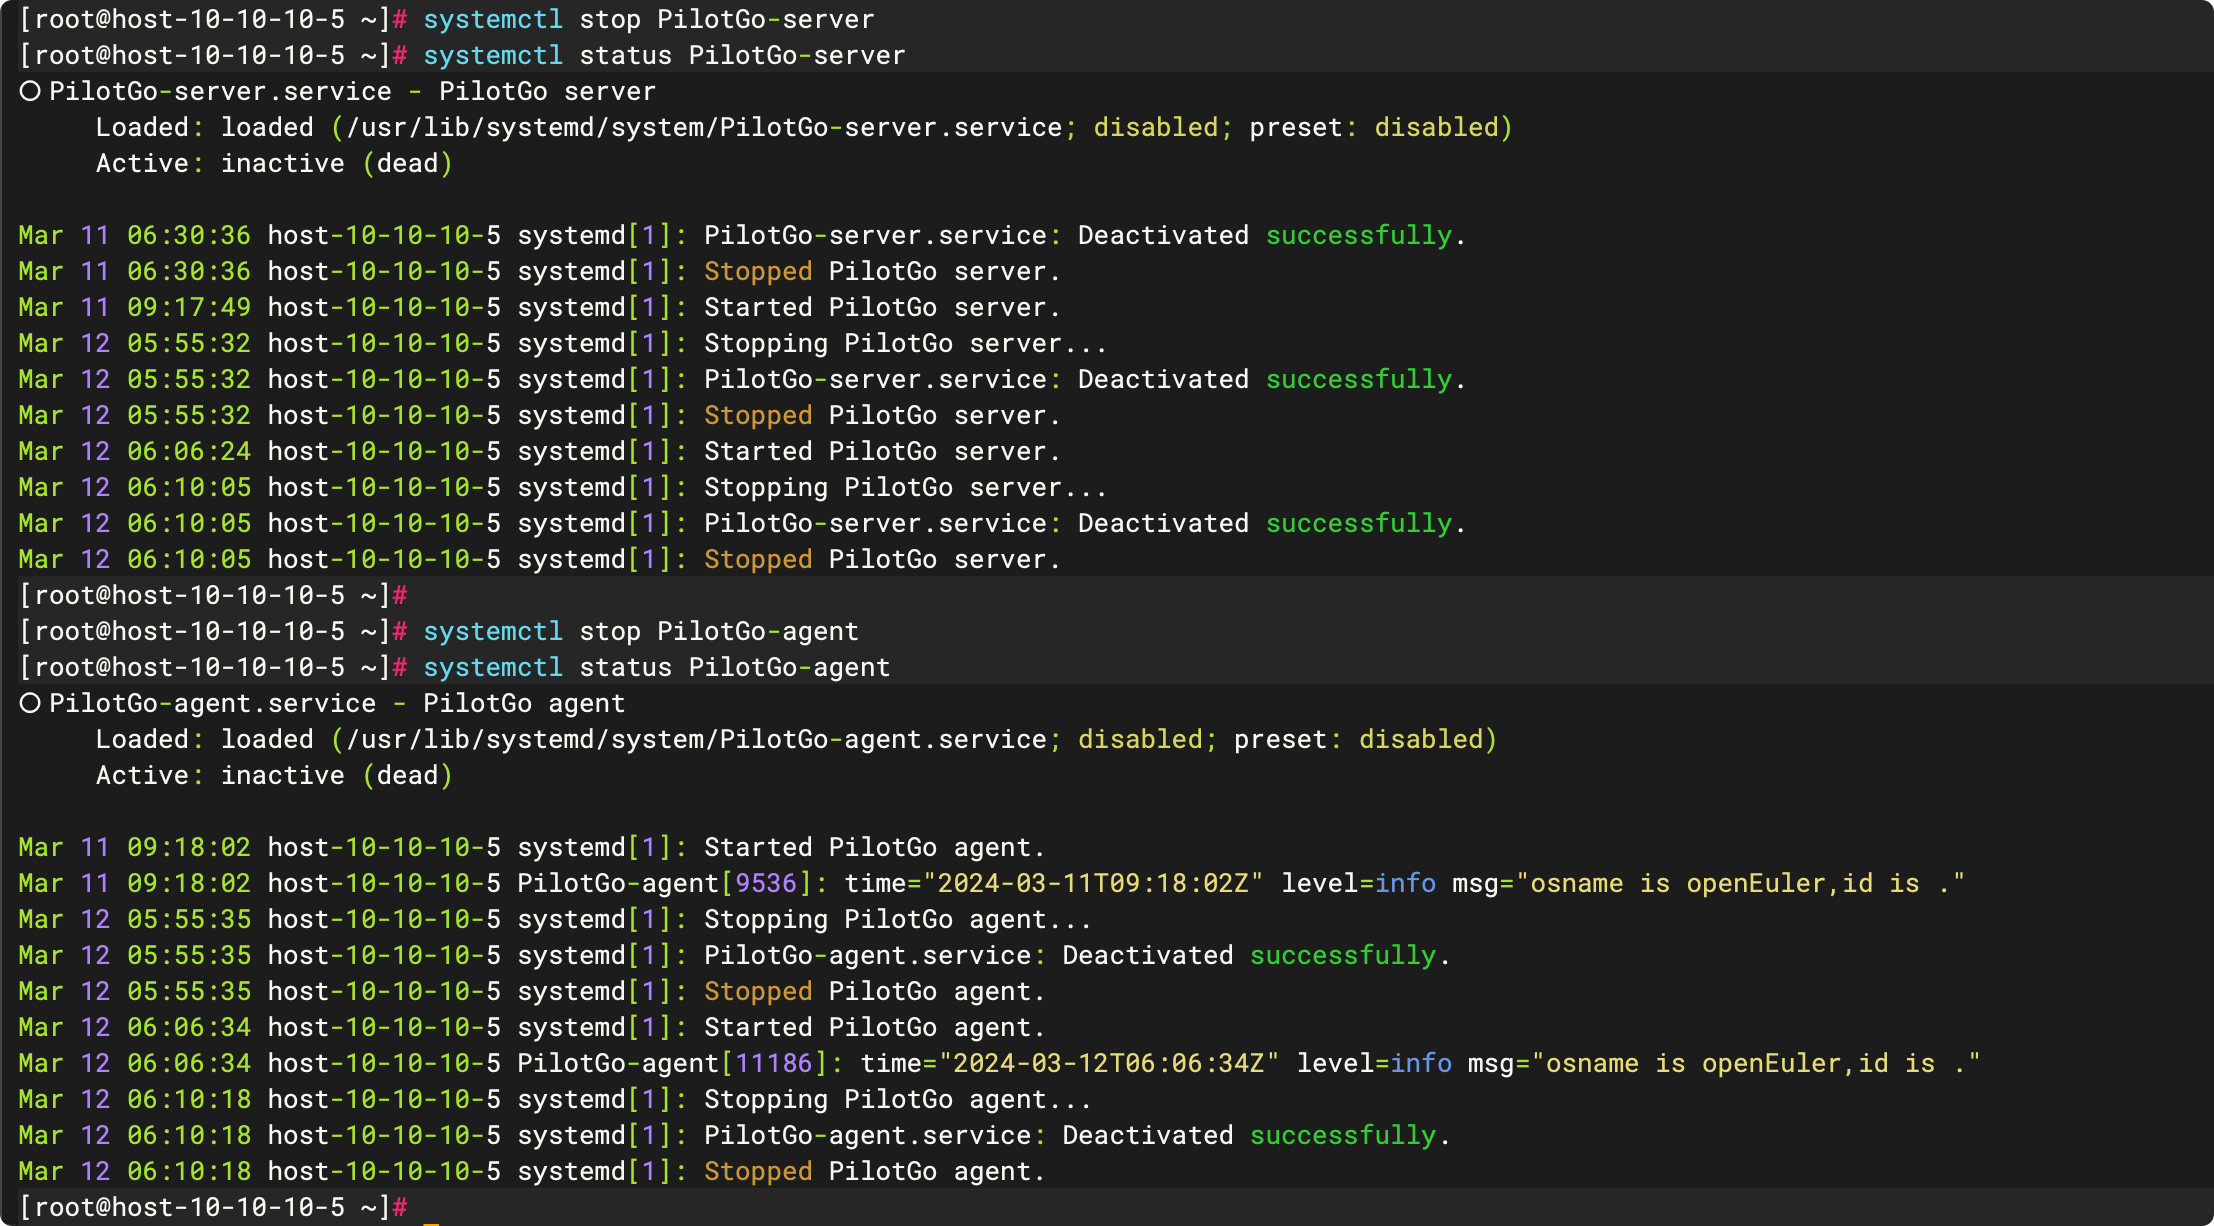 [root@host-10-10-10-5 ~]# systemctl stop PilotGo-server
[root@host-10-10-10-5 ~]# systemctl status PilotGo-server
○ PilotGo-server.service - PilotGo server
     Loaded: loaded (/usr/lib/systemd/system/PilotGo-server.service; disabled; preset: disabled)
     Active: inactive (dead)

Mar 11 06:30:36 host-10-10-10-5 systemd[1]: PilotGo-server.service: Deactivated successfully.
Mar 11 06:30:36 host-10-10-10-5 systemd[1]: Stopped PilotGo server.
Mar 11 09:17:49 host-10-10-10-5 systemd[1]: Started PilotGo server.
Mar 12 05:55:32 host-10-10-10-5 systemd[1]: Stopping PilotGo server...
Mar 12 05:55:32 host-10-10-10-5 systemd[1]: PilotGo-server.service: Deactivated successfully.
Mar 12 05:55:32 host-10-10-10-5 systemd[1]: Stopped PilotGo server.
Mar 12 06:06:24 host-10-10-10-5 systemd[1]: Started PilotGo server.
Mar 12 06:10:05 host-10-10-10-5 systemd[1]: Stopping PilotGo server...
Mar 12 06:10:05 host-10-10-10-5 systemd[1]: PilotGo-server.service: Deactivated successfully.
Mar 12 06:10:05 host-10-10-10-5 systemd[1]: Stopped PilotGo server.
[root@host-10-10-10-5 ~]#
[root@host-10-10-10-5 ~]# systemctl stop PilotGo-agent
[root@host-10-10-10-5 ~]# systemctl status PilotGo-agent
○ PilotGo-agent.service - PilotGo agent
     Loaded: loaded (/usr/lib/systemd/system/PilotGo-agent.service; disabled; preset: disabled)
     Active: inactive (dead)

Mar 11 09:18:02 host-10-10-10-5 systemd[1]: Started PilotGo agent.
Mar 11 09:18:02 host-10-10-10-5 PilotGo-agent[9536]: time="2024-03-11T09:18:02Z" level=info msg="osname is openEuler,id is ."
Mar 12 05:55:35 host-10-10-10-5 systemd[1]: Stopping PilotGo agent...
Mar 12 05:55:35 host-10-10-10-5 systemd[1]: PilotGo-agent.service: Deactivated successfully.
Mar 12 05:55:35 host-10-10-10-5 systemd[1]: Stopped PilotGo agent.
Mar 12 06:06:34 host-10-10-10-5 systemd[1]: Started PilotGo agent.
Mar 12 06:06:34 host-10-10-10-5 PilotGo-agent[11186]: time="2024-03-12T06:06:34Z" level=info msg="osname is openEuler,id is ."
Mar 12 06:10:18 host-10-10-10-5 systemd[1]: Stopping PilotGo agent...
Mar 12 06:10:18 host-10-10-10-5 systemd[1]: PilotGo-agent.service: Deactivated successfully.
Mar 12 06:10:18 host-10-10-10-5 systemd[1]: Stopped PilotGo agent.
[root@host-10-10-10-5 ~]#